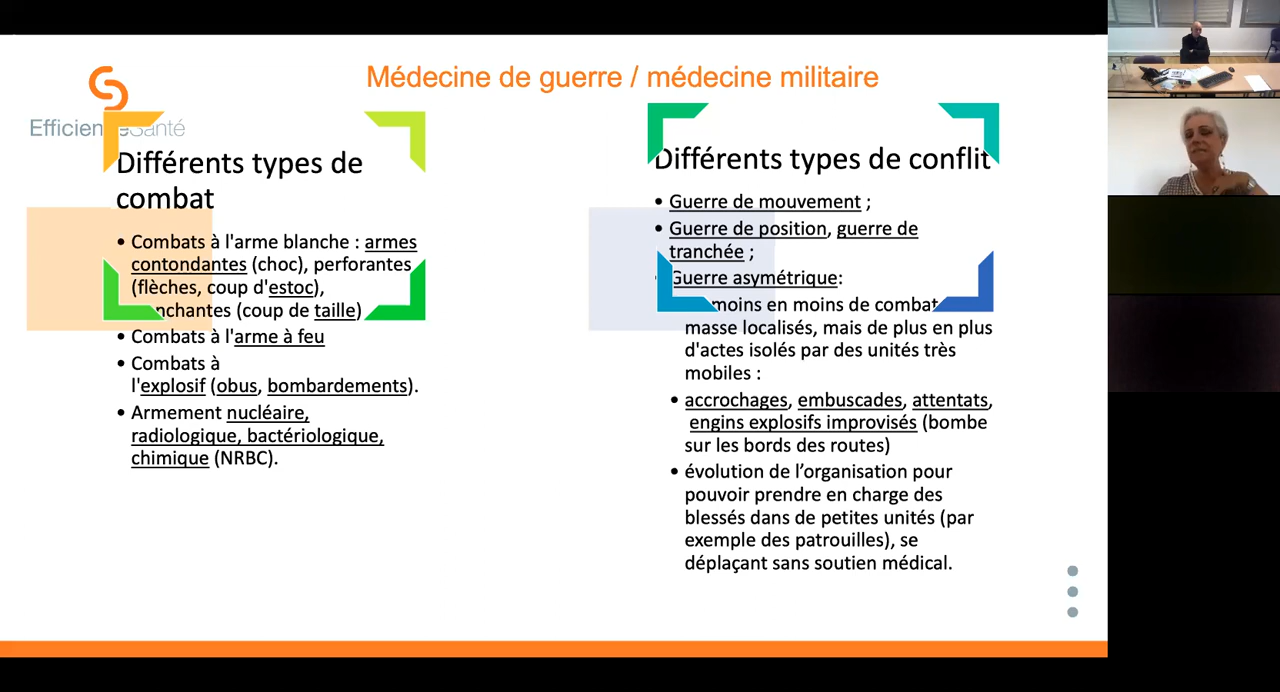 Médecine de guerre / médecine militaire
EfficienceSanté
Différents types de
combat
• Combats à l'arme blanche : armes
contondantes (choc), perforantes
(flèches, coup d'estoc),
nchantes (coup de taille)
• Combats à l'arme à feu
• Combats à
l'explosif (obus, bombardements).
• Armement nucléaire,
radiologique, bactériologique,
chimique (NRBC).
Différents types de conflit
• Guerre de mouvement ;
• Guerre de position, guerre de
tranchée ;
• Guerre asymétrique:
moins en moins de combat
masse localisés, mais de plus en plus
d'actes isolés par des unités très
mobiles :
• accrochages, embuscades, attentats,
engins explosifs improvisés (bombe
sur les bords des routes)
• évolution de l’organisation pour
pouvoir prendre en charge des
blessés dans de petites unités (par
exemple des patrouilles), se
déplaçant sans soutien médical.